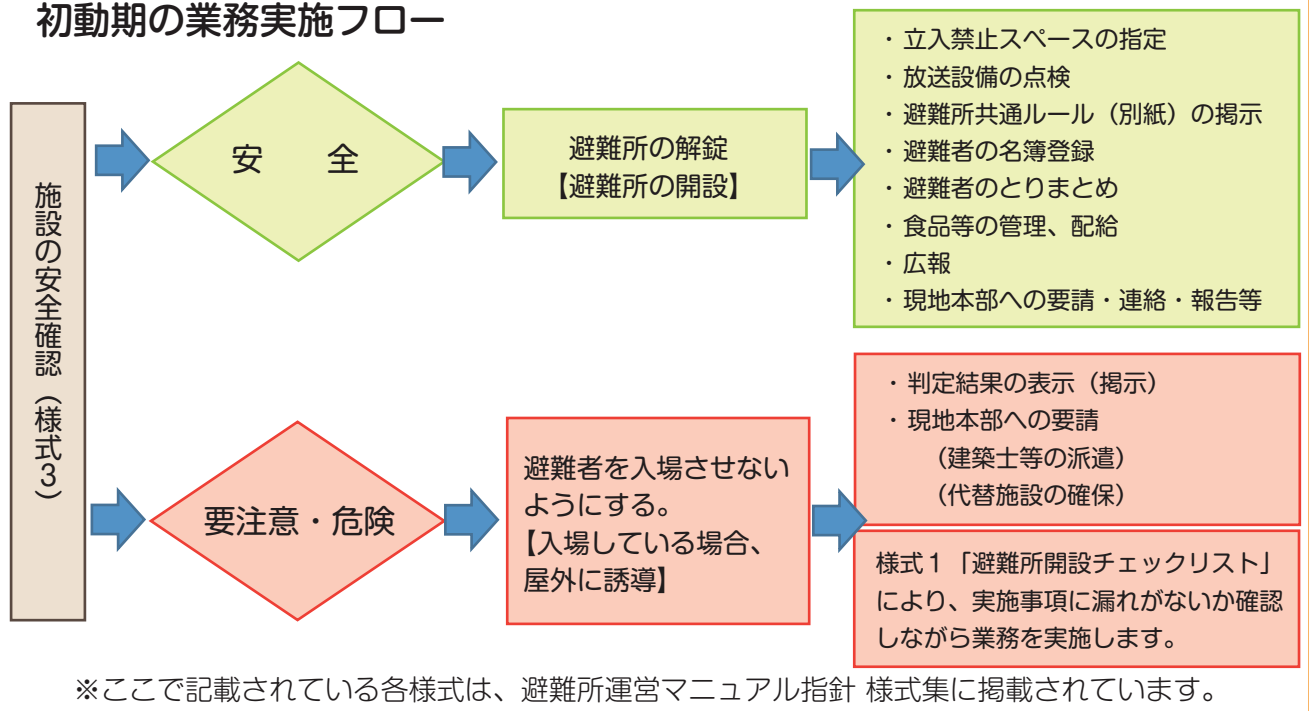 初動期の業務実施フロー
施設の安全確認(様式3)
安　全
避難所の解錠
【避難所の開設】
・立入禁止スペースの指定
・放送設備の点検
・避難所共通ルール(別紙)の掲示
・避難者の名簿登録
・避難者のとりまとめ
・食品等の管理、配給
・広報
・現地本部への要請・連絡・報告等
要注意・危険
避難者を入場させない
ようにする。
【入場している場合、
屋外に誘導】
・判定結果の表示(掲示)
・現地本部への要請
(建築士等の派遣)
(代替施設の確保)
様式1「避難所開設チェックリスト」
により、実施事項に漏れがないか確認
しながら業務を実施します。
※ここで記載されている各様式は、避難所運営マニュアル指針 様式集に掲載されています。